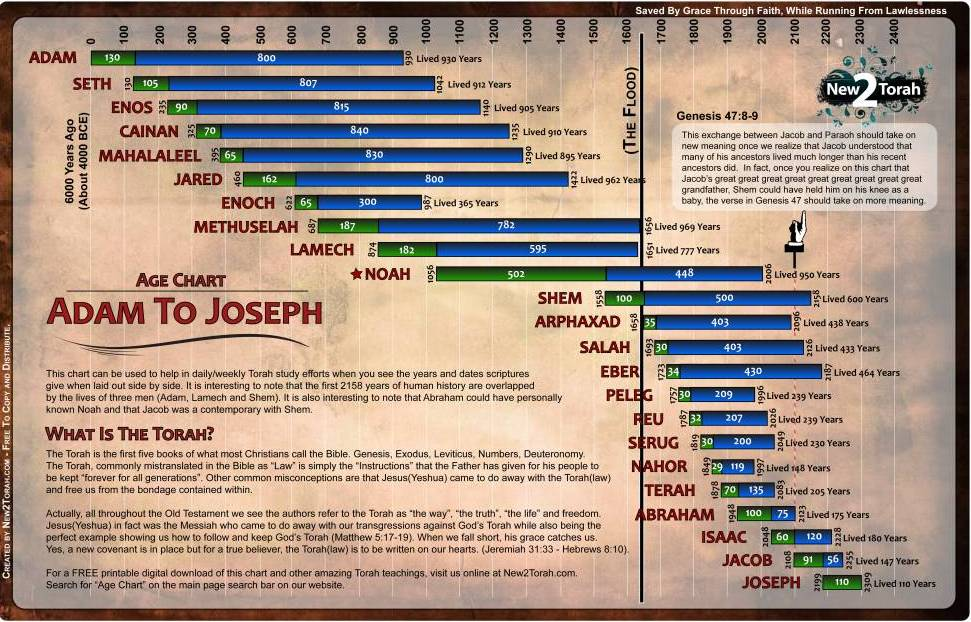 Saved By Grace Through Faith, While Running From Lawlessness
0 100 200 300 400 500 600 700 800 900 1000 1100 1200 1300 1400 1500 1600 1700 1800 1900 2000 2100 2200 2300 2400
ADAM 130 800 930 Lived 930 Years
SETH 130 105 807 1042 Lived 912 Years
ENOS 235 90 815 1140 Lived 905 Years
CAINAN 325 70 840 1235 Lived 910 Years
MAHALALEEL 395 65 830 1290 Lived 895 Years
JARED 460 162 800 1422 Lived 962 Years
ENOCH 622 65 300 987 Lived 365 Years
METHUSELAH 687 187 782 1656 Lived 969 Years
LAMECH 874 182 595 1651 Lived 777 Years
NOAH 1056 502 448 2006 Lived 950 Years
SHEM 1558 100 500 2158 Lived 600 Years
ARPHAXAD 1658 35 403 2096 Lived 438 Years
SALAH 1693 30 403 2126 Lived 433 Years
EBER 1723 34 430 2187 Lived 464 Years
PELEG 1757 30 209 1996 Lived 239 Years
REU 1787 32 207 2026 Lived 239 Years
SERUG 1819 30 200 2049 Lived 230 Years
NAHOR 1849 29 119 1997 Lived 148 Years
TERAH 1878 70 135 2083 Lived 205 Years
ABRAHAM 1948 100 75 2123 Lived 175 Years
ISAAC 2048 60 120 2228 Lived 180 Years
JACOB 2108 91 56 2255 Lived 147 Years
JOSEPH 2199 110 2309 Lived 110 Years
6000 Years Ago
(About 4000 BCE)
(THE FLOOD)
New2Torah
Genesis 47:8-9
This exchange between Jacob and Paraoh should take on
new meaning once we realize that Jacob understood that
many of his ancestors lived much longer than his recent
ancestors did. In fact, once you realize on this chart that
Jacob's great great great great great great great great
grandfather, Shem could have held him on his knee as a
baby, the verse in Genesis 47 should take on more meaning.
AGE CHART
ADAM TO JOSEPH
This chart can be used to help in daily/weekly Torah study efforts when you see the years and dates scriptures
give when laid out side by side. It is interesting to note that the first 2158 years of human history are overlapped
by the lives of three men (Adam, Lamech and Shem). It is also interesting to note that Abraham could have personally
known Noah and that Jacob was a contemporary with Shem.
WHAT IS THE TORAH?
The Torah is the first five books of what most Christians call the Bible. Genesis, Exodus, Leviticus, Numbers, Deuteronomy.
The Torah, commonly mistranslated in the Bible as "Law" is simply the "Instructions" that the Father has given for his people to
be kept "forever for all generations". Other common misconceptions are that Jesus(Yeshua) came to do away with the Torah(law)
and free us from the bondage contained within.
Actually, all throughout the Old Testament we see the authors refer to the Torah as "the way", "the truth", "the life" and freedom.
Jesus(Yeshua) in fact was the Messiah who came to do away with our transgressions against God's Torah while also being the
perfect example showing us how to follow and keep God's Torah (Matthew 5:17-19). When we fall short, his grace catches us.
Yes, a new covenant is in place but for a true believer, the Torah(law) is to be written on our hearts. (Jeremiah 31:33 - Hebrews 8:10).
For a FREE printable digital download of this chart and other amazing Torah teachings, visit us online at New2Torah.com.
Search for "Age Chart" on the main page search bar on our website.
CREATED BY NEW2TORAH.COM - FREE TO COPY AND DISTRIBUTE.